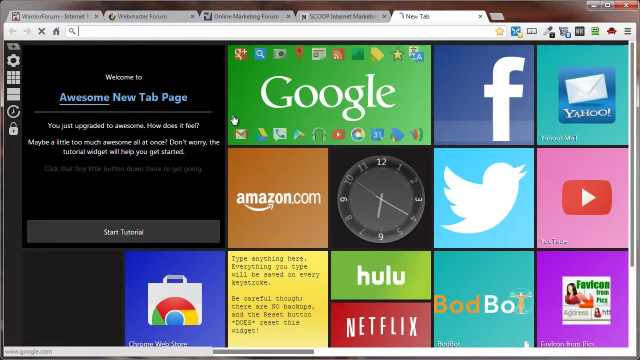 WarriorForum - Internet
Webmaster Forum
Online Marketing Forum
SCOOP Internet Marketing
New Tab
Welcome to
Awesome New Tab Page
You just upgraded to awesome. How does it feel?
Maybe a little too much awesome all at once? Don't worry, the
tutorial widget will help you get started.
Click that tiny little button down there to get going.
Start Tutorial
Google
f
YAHOO!
Yahoo! Mail
amazon.com
12
3
6
9
YouTube
Chrome Web Store
Type anything here.
Everything you type
will be saved on every
keystroke.
Be careful though;
there are NO backups,
and the Reset button
*DOES* reset this
widget!
hulu
NETFLIX
BodBot
BodBot
FavIcon
from
Pics
Address
FavIcon from Pics
www.google.com